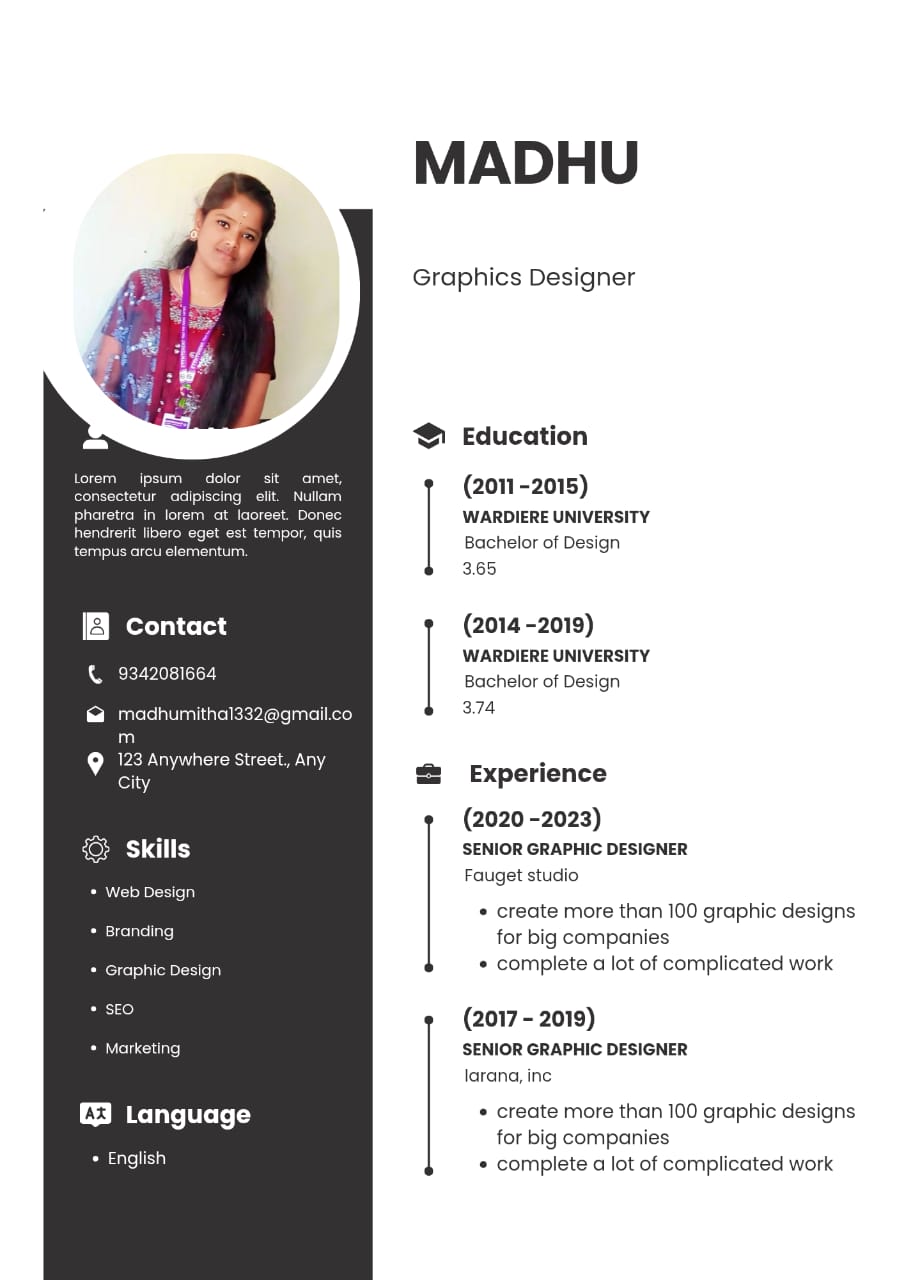 MADHU
Graphics Designer
Lorem ipsum dolor sit amet,
consectetur adipiscing elit. Nullam
pharetra in lorem at laoreet. Donec
hendrerit libero eget est tempor, quis
tempus arcu elementum.
Contact
9342081664
madhumitha1332@gmail.co
m
123 Anywhere Street., Any
City
Skills
• Web Design
• Branding
• Graphic Design
• SEO
• Marketing
Language
• English
Education
(2011 -2015)
WARDIERE UNIVERSITY
Bachelor of Design
3.65
(2014 -2019)
WARDIERE UNIVERSITY
Bachelor of Design
3.74
Experience
(2020 -2023)
SENIOR GRAPHIC DESIGNER
Fauget studio
• create more than 100 graphic designs
for big companies
• complete a lot of complicated work
(2017 - 2019)
SENIOR GRAPHIC DESIGNER
larana, inc
• create more than 100 graphic designs
for big companies
• complete a lot of complicated work